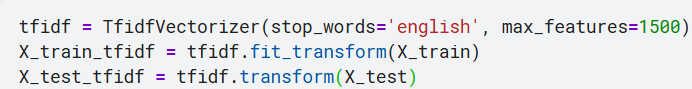 tfidf = TfidfVectorizer(stop_words='english', max_features=1500)
X_train_tfidf = tfidf.fit_transform(X_train)
X_test_tfidf = tfidf.transform(X_test)